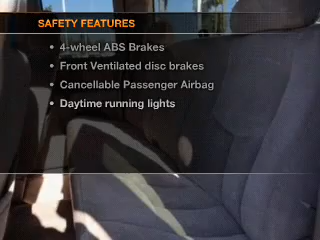 SAFETY FEATURES
• 4-wheel ABS Brakes
• Front Ventilated disc brakes
• Cancellable Passenger Airbag
• Daytime running lights